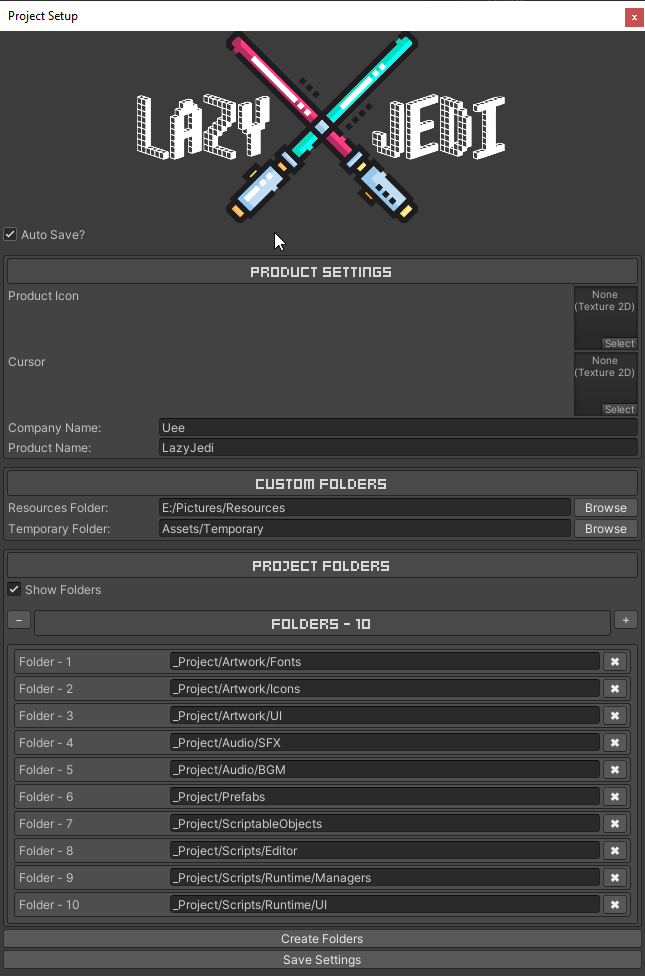 Project Setup
x
LAZY JEDI
Auto Save?
PRODUCT SETTINGS
Product Icon
None
(Texture 2D)
Select
Cursor
None
(Texture 2D)
Select
Company Name: Uee
Product Name: LazyJedi
CUSTOM FOLDERS
Resources Folder: E:/Pictures/Resources Browse
Temporary Folder: Assets/Temporary Browse
PROJECT FOLDERS
Show Folders
- FOLDERS - 10 +
Folder - 1 _Project/Artwork/Fonts ✖
Folder - 2 _Project/Artwork/Icons ✖
Folder - 3 _Project/Artwork/UI ✖
Folder - 4 _Project/Audio/SFX ✖
Folder - 5 _Project/Audio/BGM ✖
Folder - 6 _Project/Prefabs ✖
Folder - 7 _Project/ScriptableObjects ✖
Folder - 8 _Project/Scripts/Editor ✖
Folder - 9 _Project/Scripts/Runtime/Managers ✖
Folder - 10 _Project/Scripts/Runtime/UI ✖
Create Folders
Save Settings